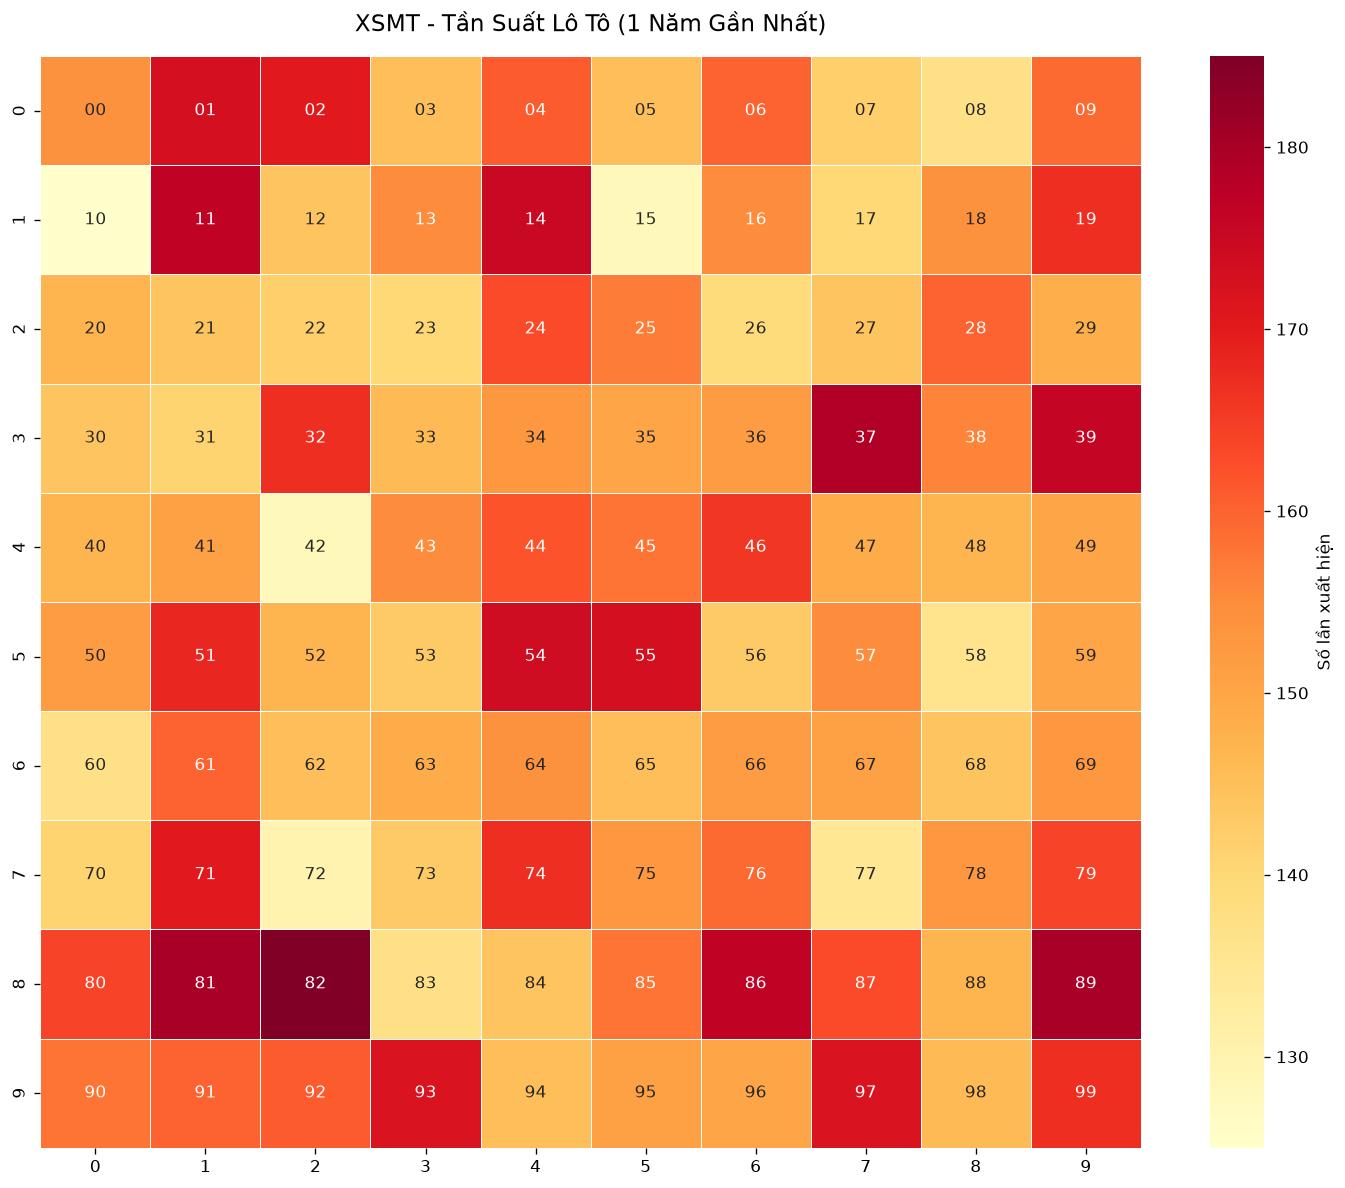 XSMT - Tần Suất Lô Tô (1 Năm Gần Nhất)
0 00 01 02 03 04 05 06 07 08 09
1 10 11 12 13 14 15 16 17 18 19
2 20 21 22 23 24 25 26 27 28 29
3 30 31 32 33 34 35 36 37 38 39
4 40 41 42 43 44 45 46 47 48 49
5 50 51 52 53 54 55 56 57 58 59
6 60 61 62 63 64 65 66 67 68 69
7 70 71 72 73 74 75 76 77 78 79
8 80 81 82 83 84 85 86 87 88 89
9 90 91 92 93 94 95 96 97 98 99
0 1 2 3 4 5 6 7 8 9
180
170
160
150
140
130
Số lần xuất hiện